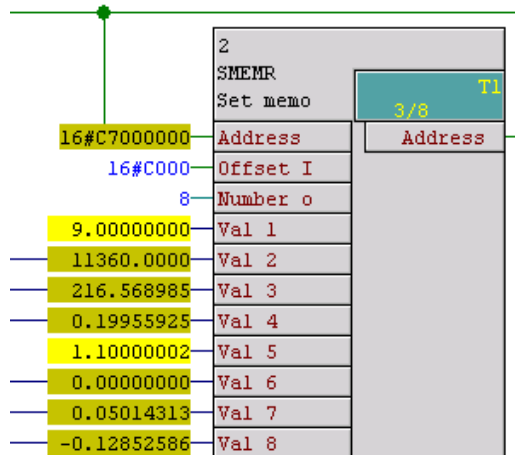 2
SMEMR
Set memo
T1
3/8
16#C7000000 Address Address
16#C000 Offset I
8 Number o
9.00000000 Val 1
11360.0000 Val 2
216.568985 Val 3
0.19955925 Val 4
1.10000002 Val 5
0.00000000 Val 6
0.05014313 Val 7
-0.12852586 Val 8